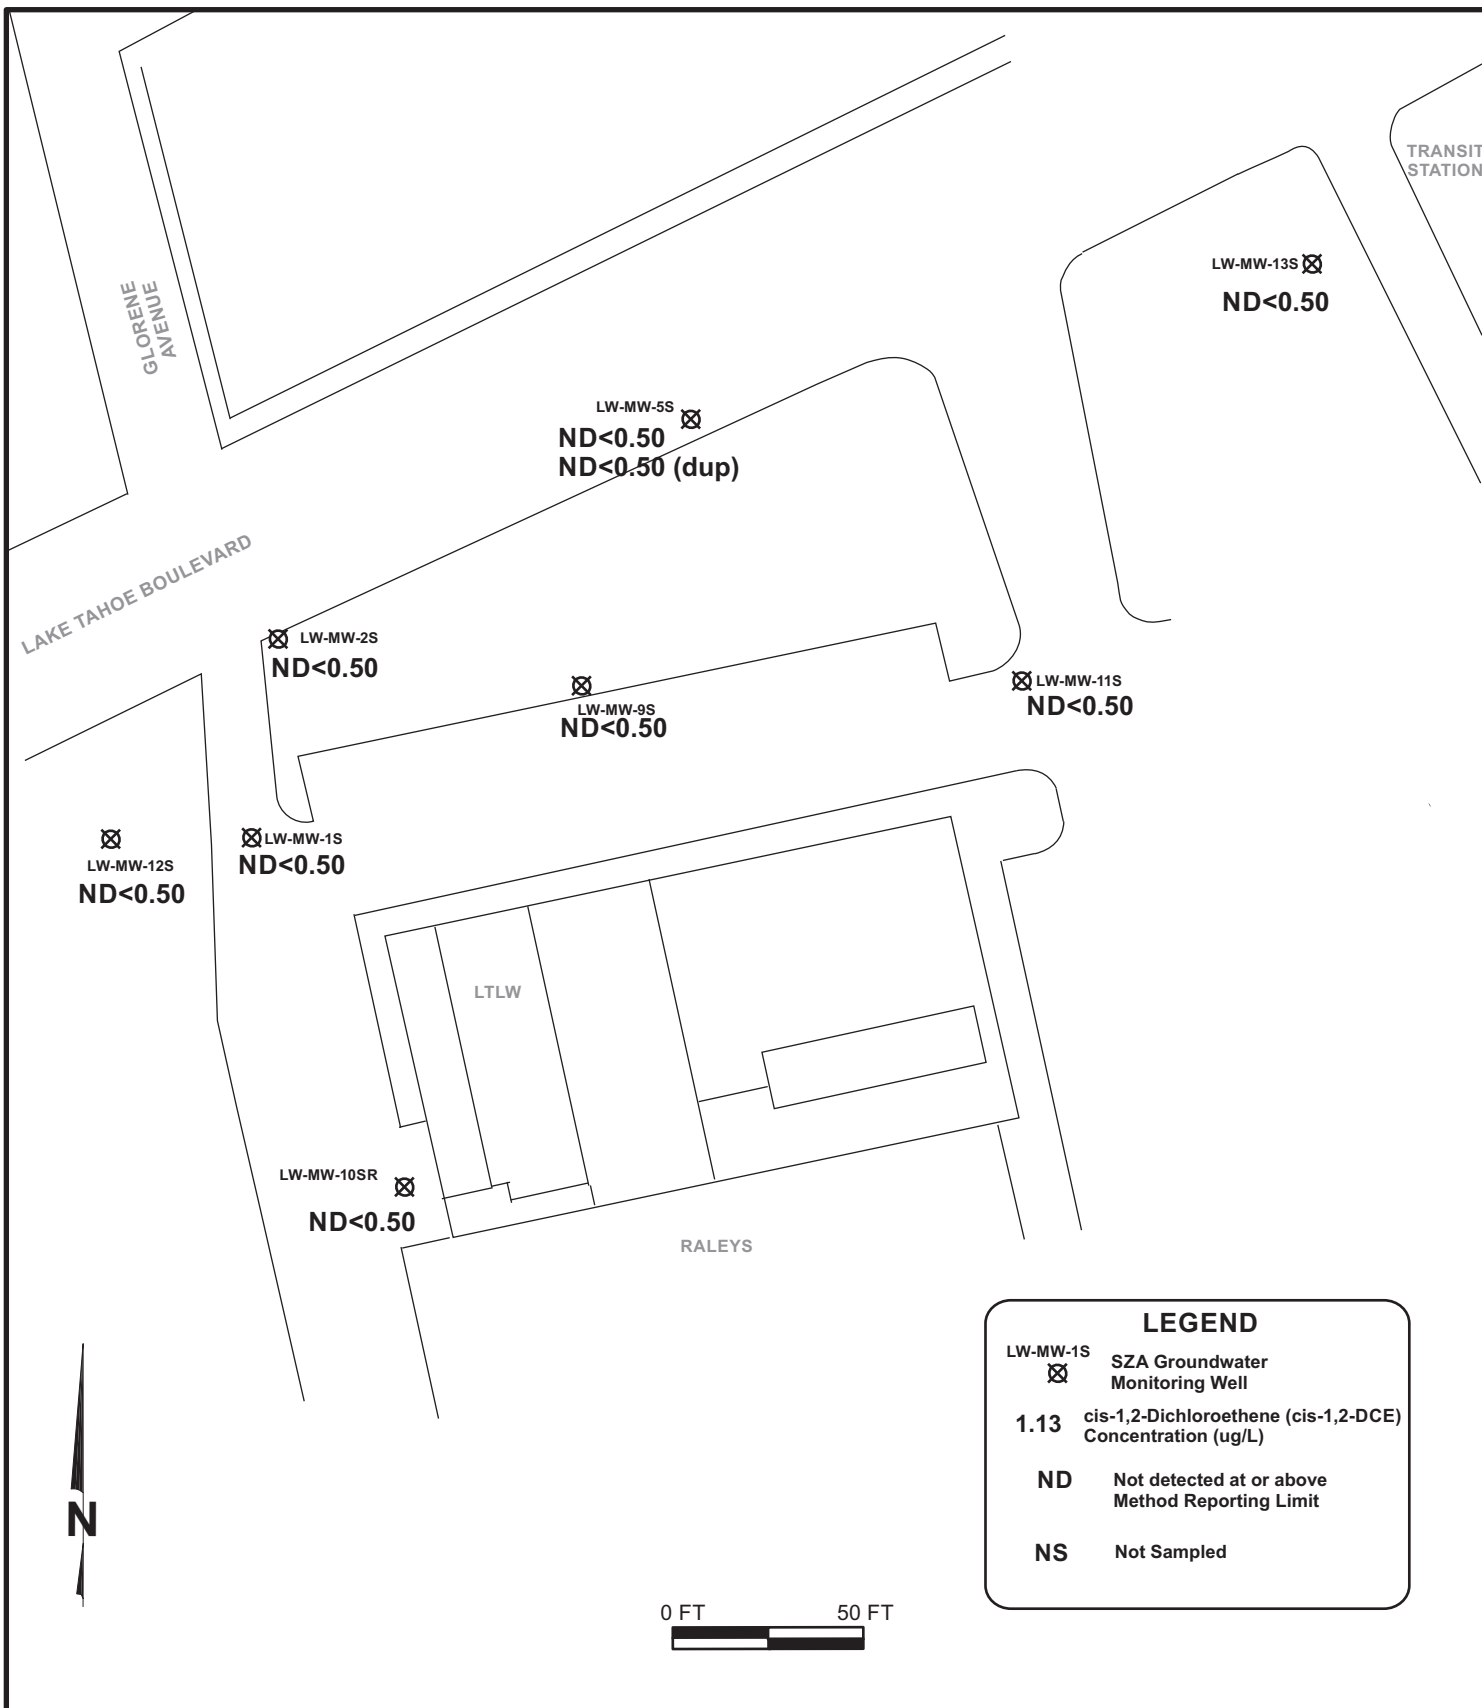 TRANSIT
STATION
LW-MW-13S
ND<0.50
GLORENE
AVENUE
LW-MW-5S
ND<0.50
ND<0.50 (dup)
LAKE TAHOE BOULEVARD
LW-MW-2S
ND<0.50
LW-MW-9S
ND<0.50
LW-MW-11S
ND<0.50
LW-MW-12S
ND<0.50
LW-MW-1S
ND<0.50
LTLW
LW-MW-10SR
ND<0.50
RALEYS
LEGEND
LW-MW-1S
SZA Groundwater
Monitoring Well
1.13
cis-1,2-Dichloroethene (cis-1,2-DCE)
Concentration (ug/L)
ND
Not detected at or above
Method Reporting Limit
NS
Not Sampled
N
0 FT
50 FT